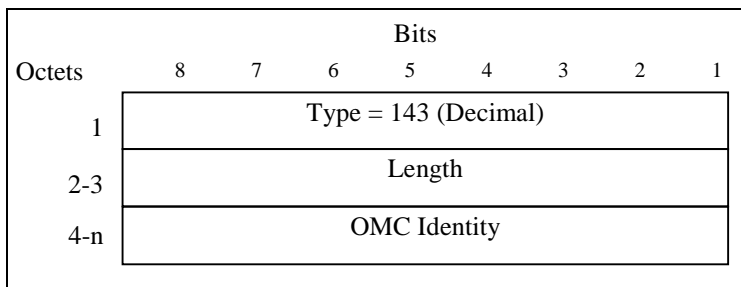 Bits
Octets 8 7 6 5 4 3 2 1
1 Type = 143 (Decimal)
2-3 Length
4-n OMC Identity